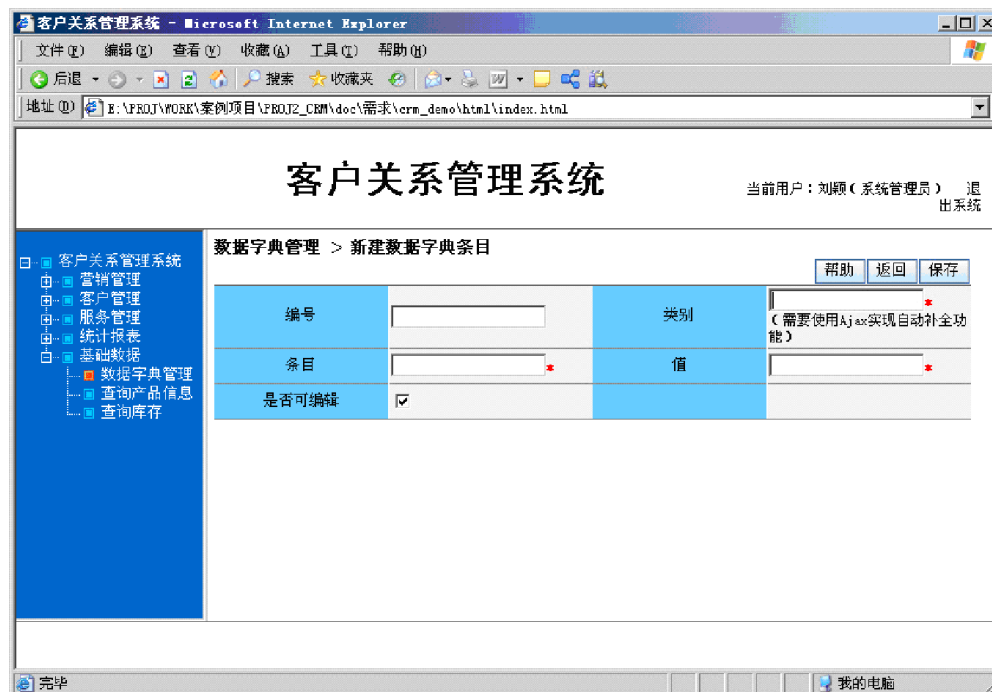 客户关系管理系统 - Microsoft Internet Explorer
文件(F) 编辑(E) 查看(V) 收藏(A) 工具(T) 帮助(H)
后退 搜索 收藏夹
地址(D) E:\PROJ\WORK\案例项目\PROJ2_CRM\doc\需求\crm_demo\html\index.html
客户关系管理系统
当前用户：刘颖（系统管理员） 退
出系统
客户关系管理系统
营销管理
客户管理
服务管理
统计报表
基础数据
数据字典管理
查询产品信息
查询库存
数据字典管理 > 新建数据字典条目
帮助 返回 保存
编号 类别 *
（需要使用Ajax实现自动补全功
能）
条目 * 值 *
是否可编辑
完毕 我的电脑